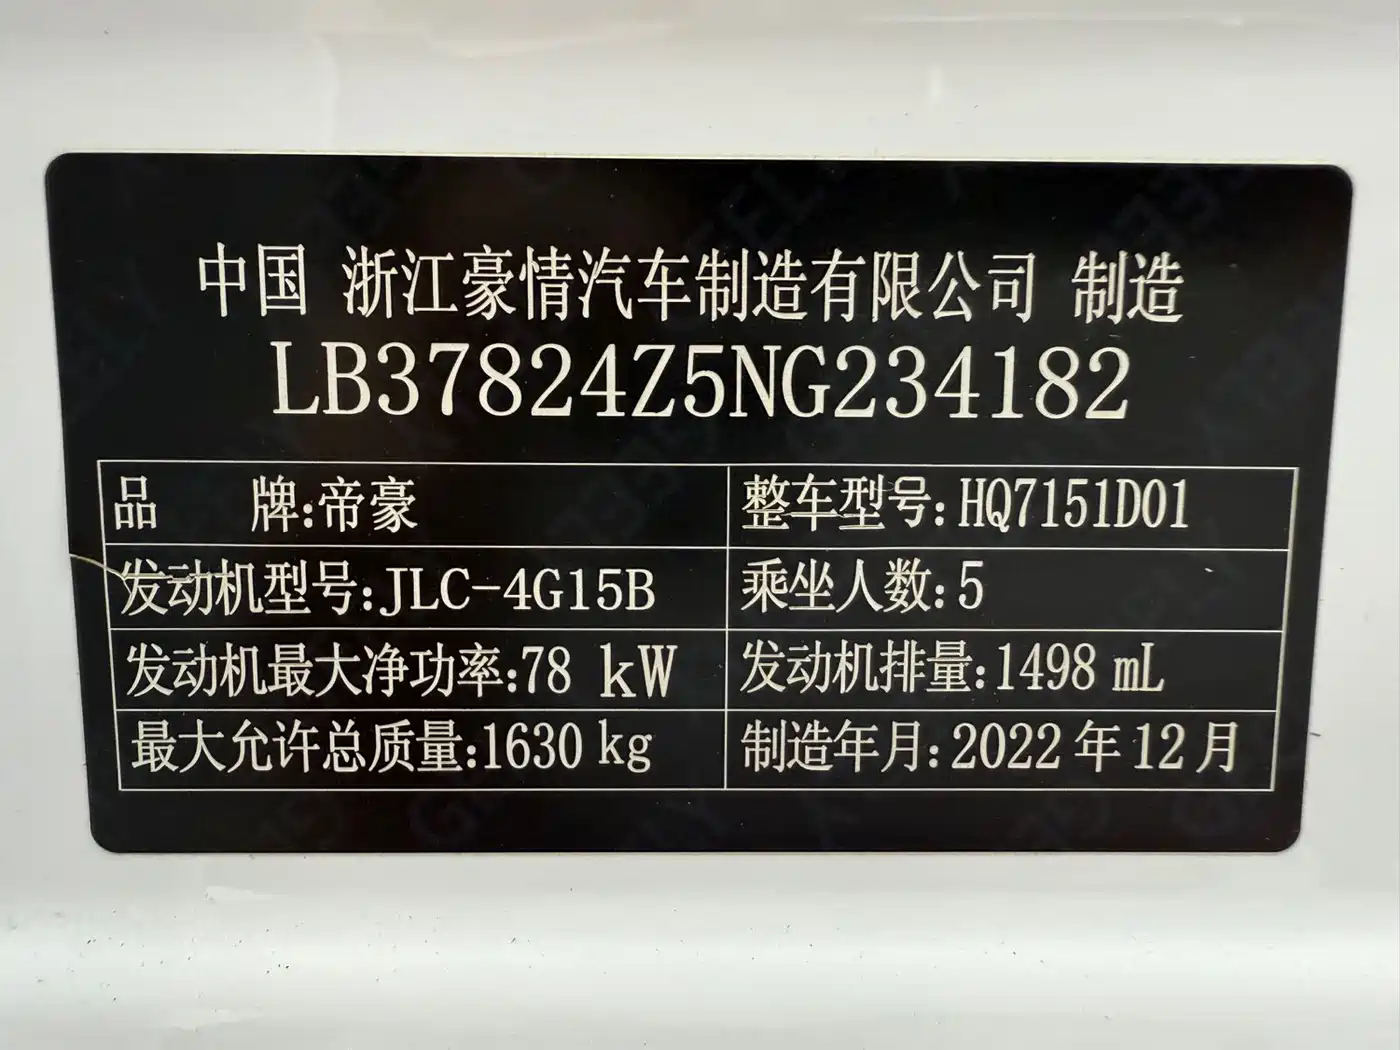 中国 浙江豪情汽车制造有限公司 制造
LB37824Z5NG234182
品 牌:帝豪 整车型号:HQ7151D01
发动机型号:JLC-4G15B 乘坐人数:5
发动机最大净功率:78 kW 发动机排量:1498 mL
最大允许总质量:1630 kg 制造年月:2022 年 12 月